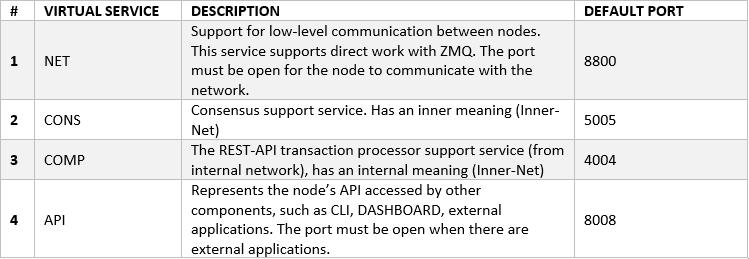 # VIRTUAL SERVICE DESCRIPTION DEFAULT PORT
Support for low-level communication between nodes.
This service supports direct work with ZMQ. The port
1 NET 8800
must be open for the node to communicate with the
network.
Consensus support service. Has an inner meaning (Inner-
2 CONS 5005
Net)
The REST-API transaction processor support service (from
3 COMP 4004
internal network), has an internal meaning (Inner-Net)
Represents the node’s API accessed by other
components, such as CLI, DASHBOARD, external
4 API 8008
applications. The port must be open when there are
external applications.